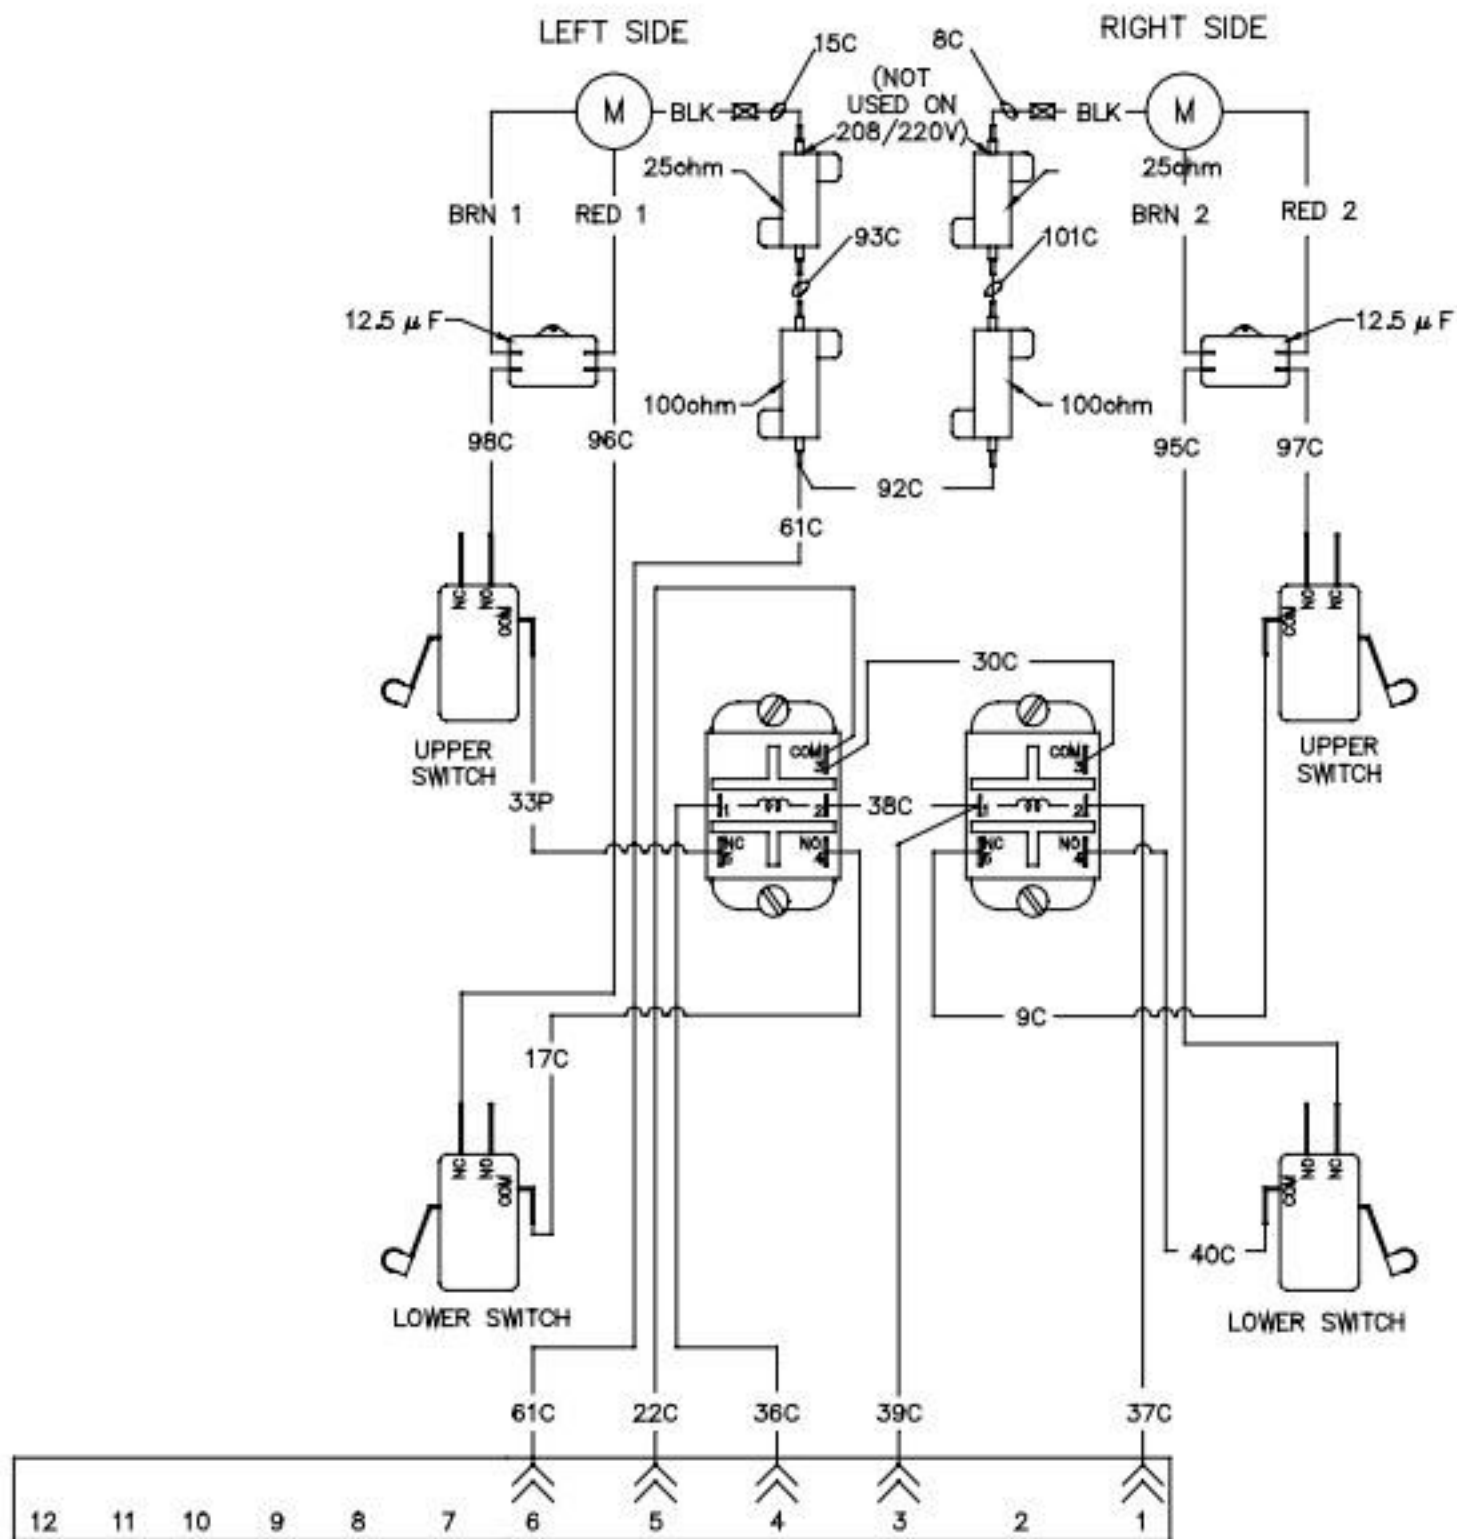 LEFT SIDE
RIGHT SIDE
15C
8C
(NOT
USED ON
208/220V)
M
BLK
BLK
M
25ohm
25ohm
BRN 1
RED 1
BRN 2
RED 2
93C
101C
12.5 μ F
12.5 μ F
100ohm
100ohm
98C
96C
95C
97C
92C
61C
NC
NO
COM
NO
NC
COM
30C
UPPER
SWITCH
UPPER
SWITCH
COM
3
COM
3
33P
1
2
38C
1
2
NC
5
NO
4
NC
5
NO
4
9C
17C
NC
NO
COM
NO
NC
COM
40C
LOWER SWITCH
LOWER SWITCH
61C
22C
36C
39C
37C
12 11 10 9 8 7 6 5 4 3 2 1